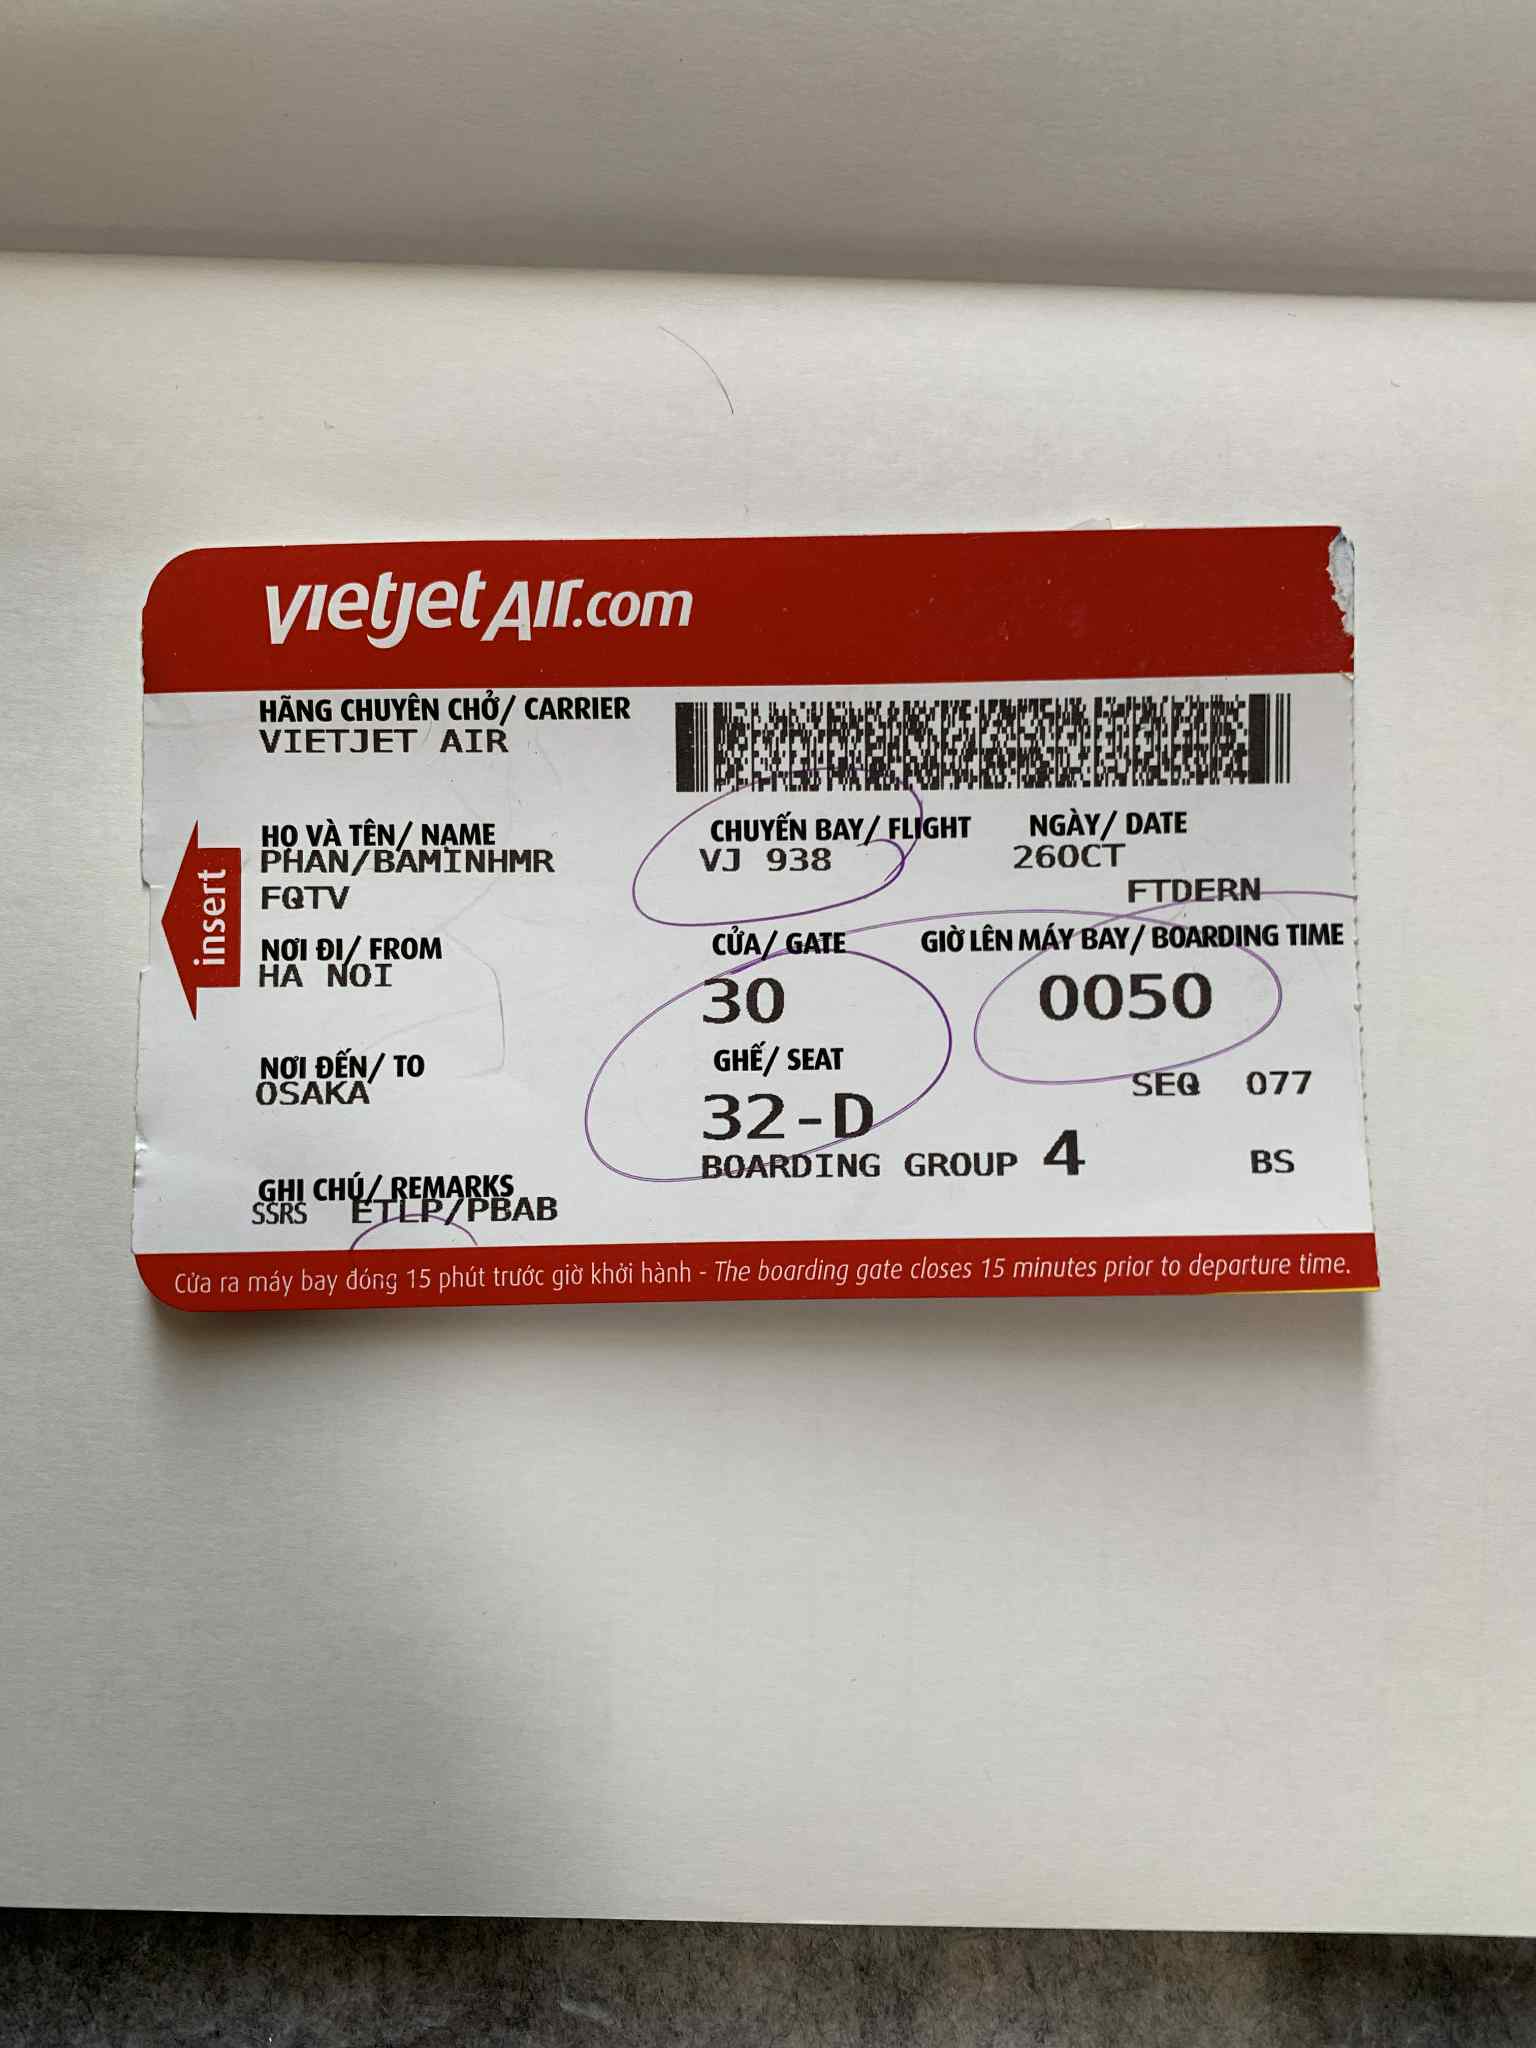 vietjetAir.com
HÃNG CHUYÊN CHỞ/ CARRIER
VIETJET AIR
HỌ VÀ TÊN/ NAME
PHAN/BAMINHMR
FQTV
CHUYẾN BAY/ FLIGHT
VJ 938
NGÀY/ DATE
26OCT
FTDERN
insert
NƠI ĐI/ FROM
HA NOI
CỬA/ GATE
30
GIỜ LÊN MÁY BAY/ BOARDING TIME
0050
NƠI ĐẾN/ TO
OSAKA
GHẾ/ SEAT
32-D
SEQ 077
BOARDING GROUP 4
BS
GHI CHÚ/ REMARKS
SSRS ETLP/PBAB
Cửa ra máy bay đóng 15 phút trước giờ khởi hành - The boarding gate closes 15 minutes prior to departure time.